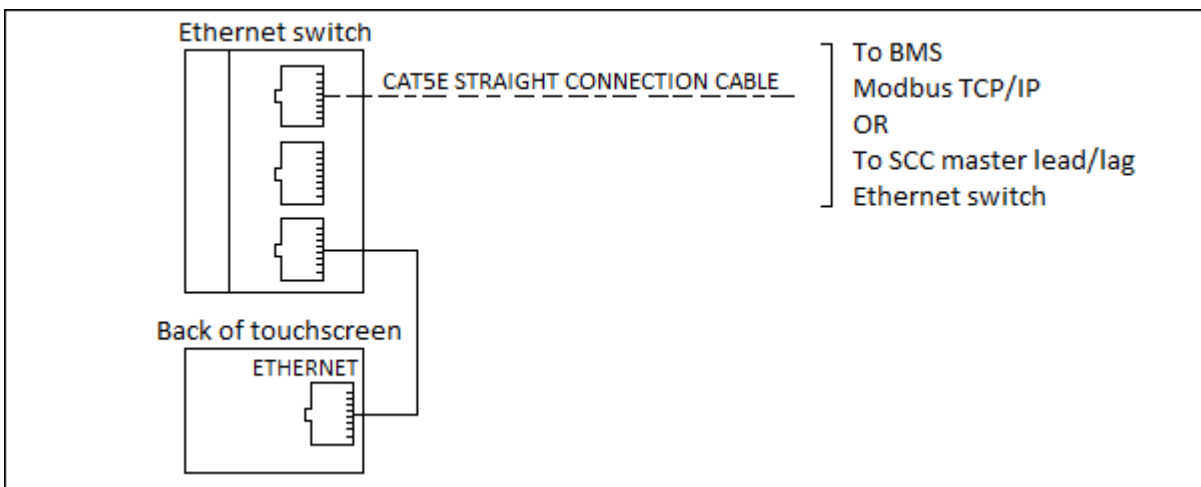 Ethernet switch
CAT5E STRAIGHT CONNECTION CABLE
To BMS
Modbus TCP/IP
OR
To SCC master lead/lag
Ethernet switch
Back of touchscreen
ETHERNET